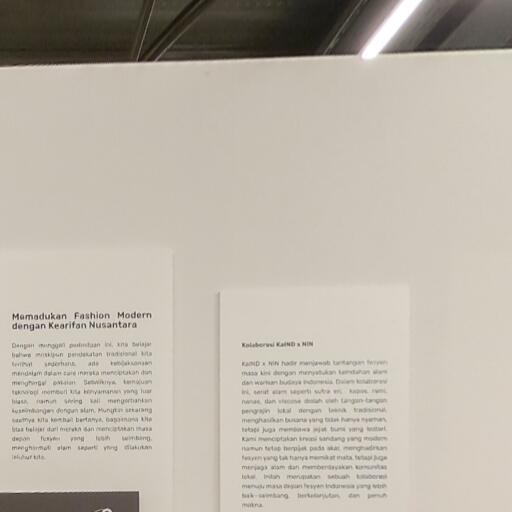 Memadukan Fashion Modern
dengan Kearifan Nusantara
Dengan menggali perbedaan ini, kita belajar
bahwa meskipun pendekatan tradisional kita
terlihat sederhana, ada kebijaksanaan
mendalam dalam cara mereka menciptakan dan
menghargai pakaian. Sebaliknya, kemajuan
teknologi memberi kita kenyamanan yang luar
biasa, namun sering kali mengorbankan
keseimbangan dengan alam. Mungkin sekarang
saatnya kita kembali bertanya, bagaimana kita
bisa belajar dari mereka dan menciptakan masa
depan fesyen yang lebih seimbang,
menghormati alam seperti yang dilakukan
leluhur kita.
Kolaborasi KaIND x NIN
KaIND x NIN hadir menjawab tantangan fesyen
masa kini dengan menyatukan keindahan alam
dan warisan budaya Indonesia. Dalam kolaborasi
ini, serat alam seperti sutra eri, kapas, rami,
nanas, dan viscose diolah oleh tangan-tangan
pengrajin lokal dengan teknik tradisional,
menghasilkan busana yang tidak hanya nyaman,
tetapi juga membawa jejak bumi yang lestari.
Kami menciptakan kreasi sandang yang modern
namun tetap berpijak pada akar, menghadirkan
fesyen yang tak hanya memikat mata, tetapi juga
menjaga alam dan memberdayakan komunitas
lokal. Inilah merupakan sebuah kolaborasi
menuju masa depan fesyen Indonesia yang lebih
baik—seimbang, berkelanjutan, dan penuh
makna.